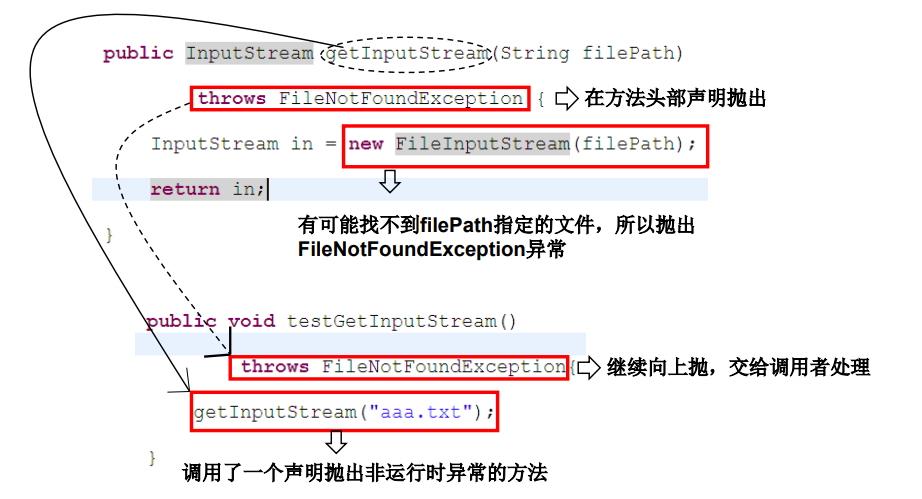 public InputStream getInputStream(String filePath)
throws FileNotFoundException { 在方法头部声明抛出
InputStream in = new FileInputStream(filePath);
return in;
有可能找不到filePath指定的文件，所以抛出
FileNotFoundException异常
}
public void testGetInputStream()
throws FileNotFoundException{ 继续向上抛，交给调用者处理
getInputStream("aaa.txt");
}
调用了一个声明抛出非运行时异常的方法